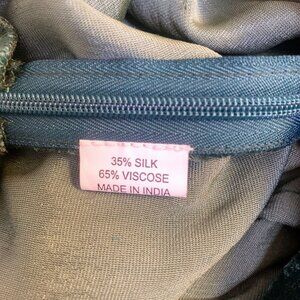 35% SILK
65% VISCOSE
MADE IN INDIA